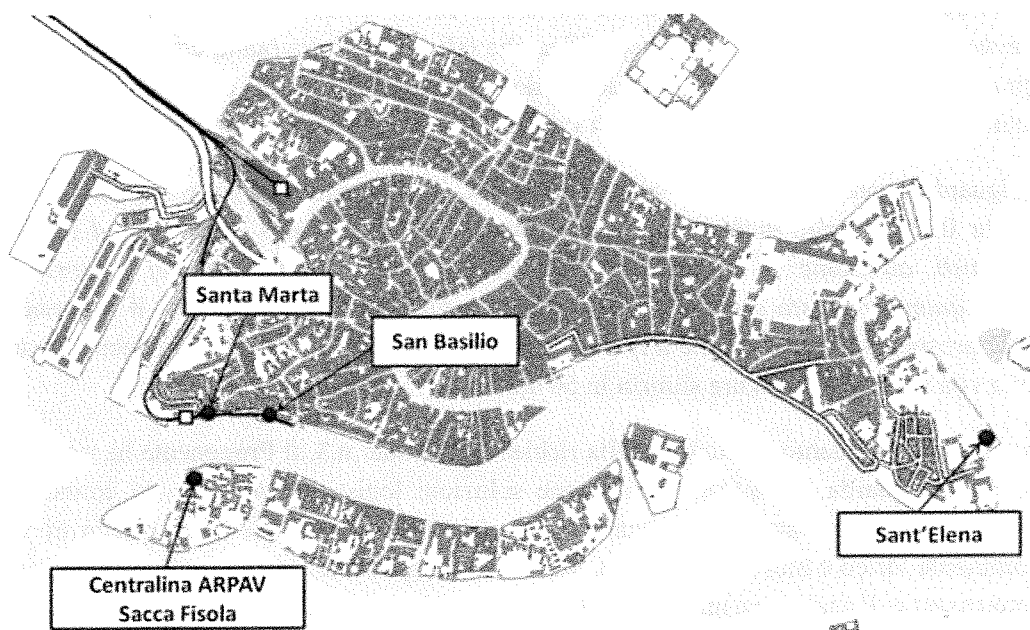 Santa Marta
San Basilio
Sant'Elena
Centralina ARPAV
Sacca Fisola